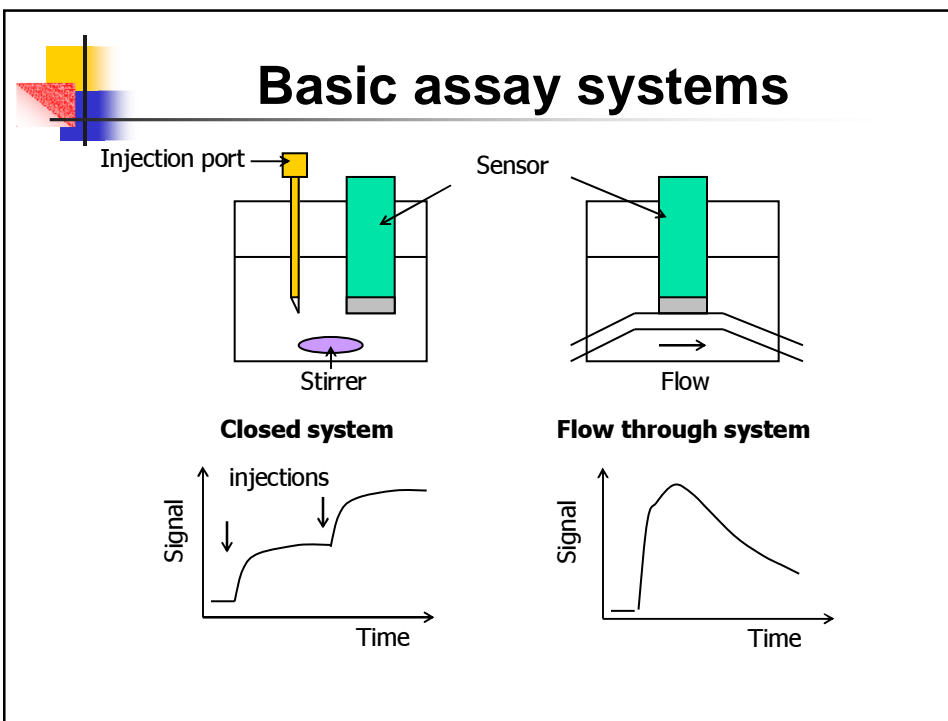 Basic assay systems
Injection port
Sensor
Stirrer
Flow
Closed system
Flow through system
injections
Signal
Time
Signal
Time